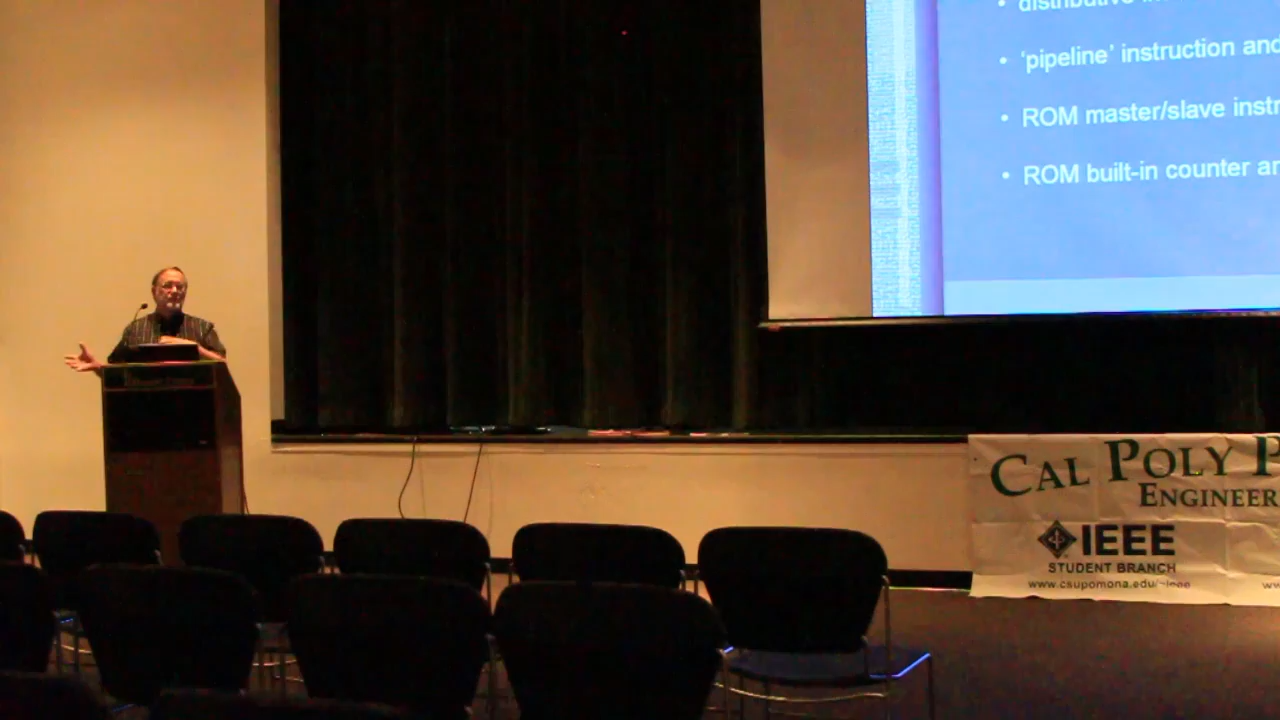 • 'pipeline' instruction and
• ROM master/slave instr
• ROM built-in counter an
CAL POLY P
ENGINEER
IEEE
STUDENT BRANCH
www.csupomona.edu/~ieee